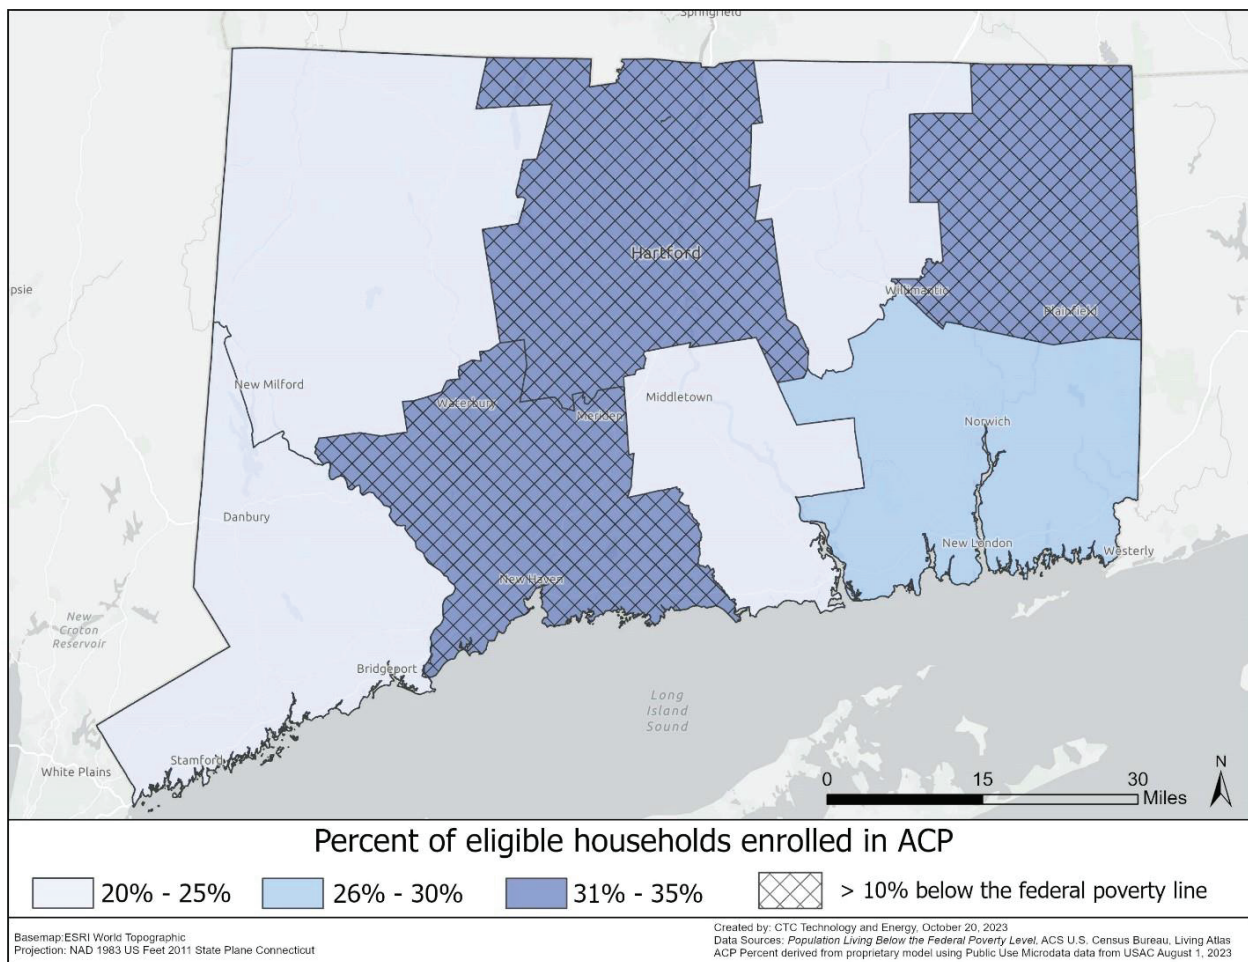 Springfield
Hartford
psie
Willimantic
Plainfield
New Milford
Waterbury
Meriden
Middletown
Norwich
Danbury
New London
Westerly
New Haven
New
Croton
Reservoir
Bridgeport
Long
Island
Sound
Stamford
White Plains
N
0 15 30
Miles
Percent of eligible households enrolled in ACP
20% - 25% 26% - 30% 31% - 35% > 10% below the federal poverty line
Basemap:ESRI World Topographic
Projection: NAD 1983 US Feet 2011 State Plane Connecticut
Created by: CTC Technology and Energy, October 20, 2023
Data Sources: Population Living Below the Federal Poverty Level, ACS U.S. Census Bureau, Living Atlas
ACP Percent derived from proprietary model using Public Use Microdata data from USAC August 1, 2023